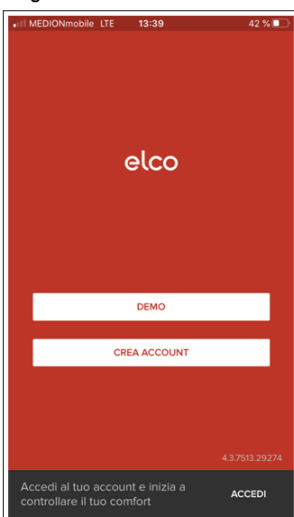 MEDIONmobile LTE 13:39 42 %
elco
DEMO
CREA ACCOUNT
4.3.7513.29274
Accedi al tuo account e inizia a
controllare il tuo comfort
ACCEDI